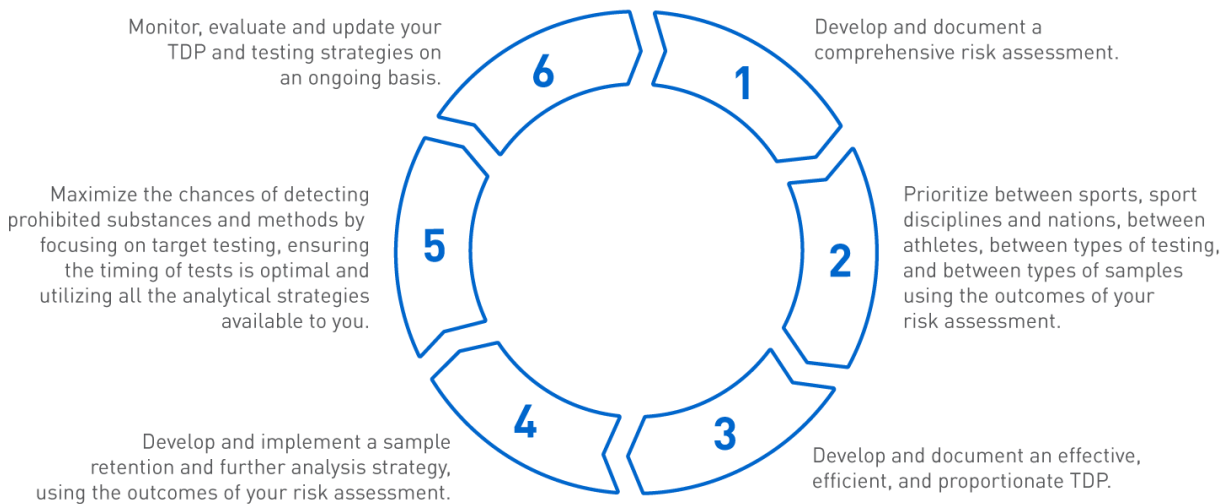 1
Develop and document a
comprehensive risk assessment.
2
Prioritize between sports, sport
disciplines and nations, between
athletes, between types of testing,
and between types of samples
using the outcomes of your
risk assessment.
3
Develop and document an effective,
efficient, and proportionate TDP.
4
Develop and implement a sample
retention and further analysis strategy,
using the outcomes of your risk assessment.
5
Maximize the chances of detecting
prohibited substances and methods by
focusing on target testing, ensuring
the timing of tests is optimal and
utilizing all the analytical strategies
available to you.
6
Monitor, evaluate and update your
TDP and testing strategies on
an ongoing basis.